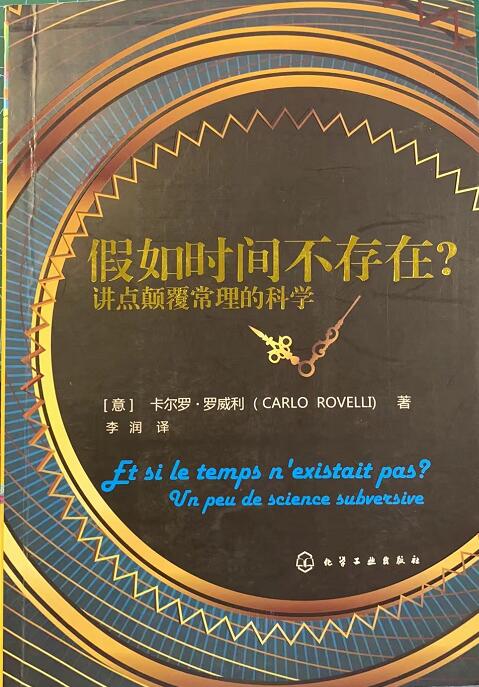 假如时间不存在？
讲点颠覆常理的科学
[意] 卡尔罗·罗威利（CARLO ROVELLI） 著
李 润 译
Et si le temps n'existait pas?
Un peu de science subversive
化学工业出版社